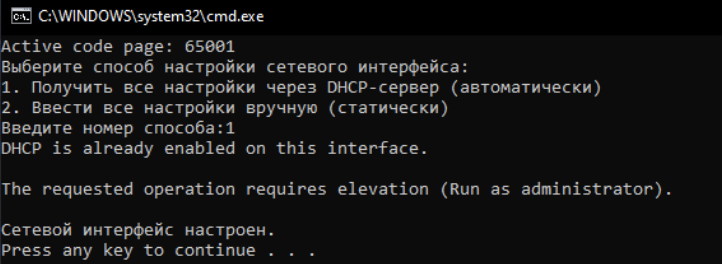 C:\WINDOWS\system32\cmd.exe
Active code page: 65001
Выберите способ настройки сетевого интерфейса:
1. Получить все настройки через DHCP-сервер (автоматически)
2. Ввести все настройки вручную (статически)
Введите номер способа:1
DHCP is already enabled on this interface.
The requested operation requires elevation (Run as administrator).
Сетевой интерфейс настроен.
Press any key to continue . . .